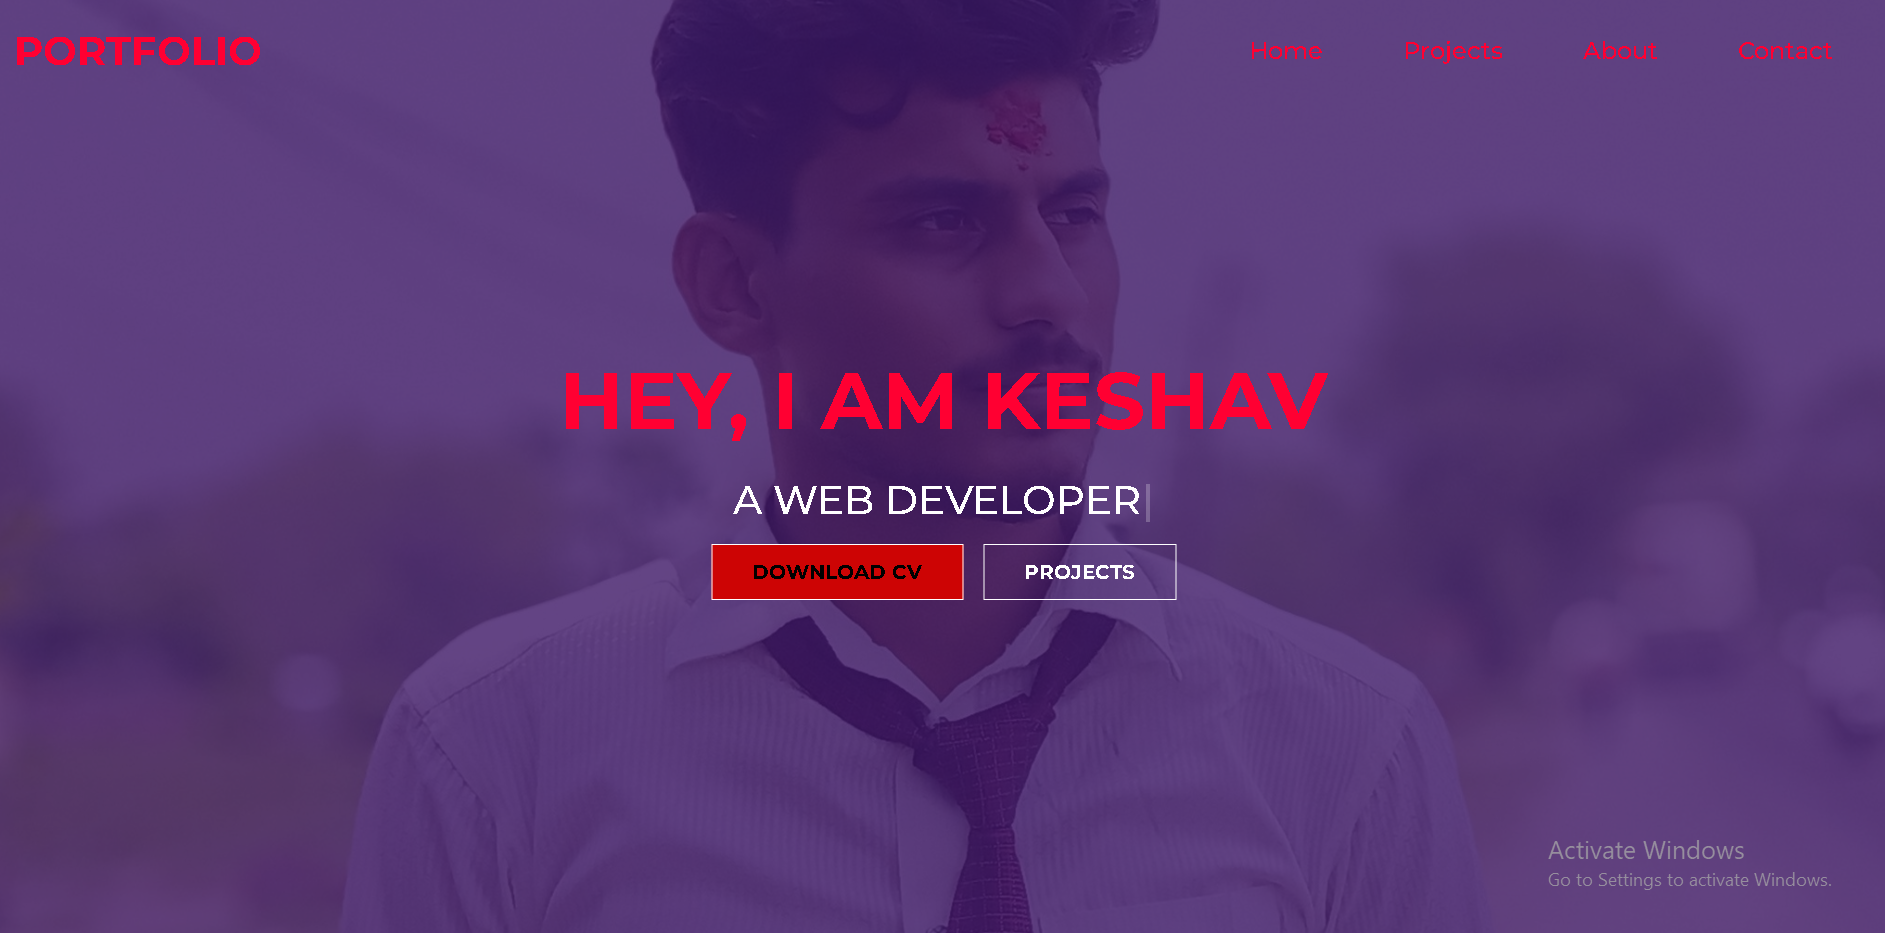 PORTFOLIO
Home
Projects
About
Contact
HEY, I AM KESHAV
A WEB DEVELOPER
DOWNLOAD CV
PROJECTS
Activate Windows
Go to Settings to activate Windows.